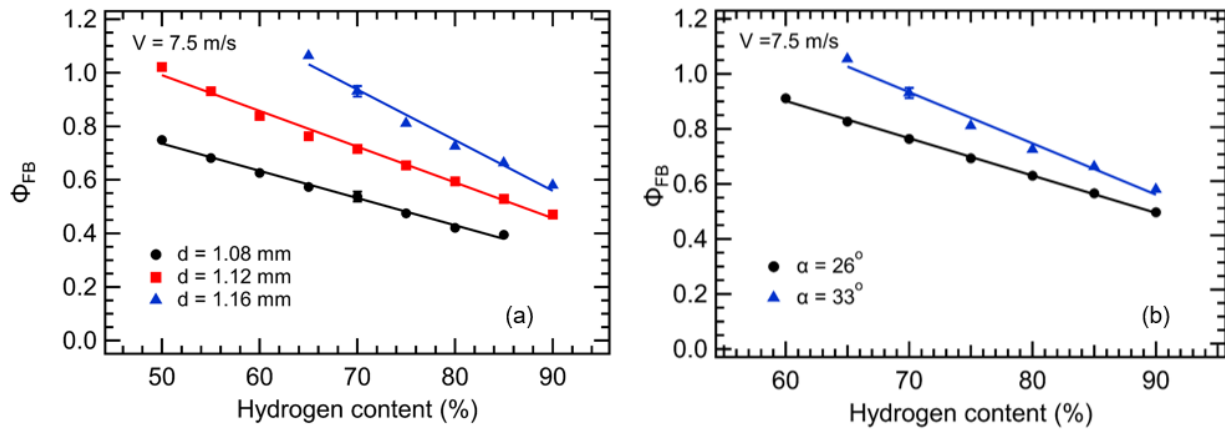 1.2
1.0
0.8
0.6
0.4
0.2
0.0
Φ_FB
V = 7.5 m/s
d = 1.08 mm
d = 1.12 mm
d = 1.16 mm
(a)
50 60 70 80 90
Hydrogen content (%)
1.2
1.0
0.8
0.6
0.4
0.2
0.0
Φ_FB
V =7.5 m/s
α = 26°
α = 33°
(b)
60 70 80 90
Hydrogen content (%)